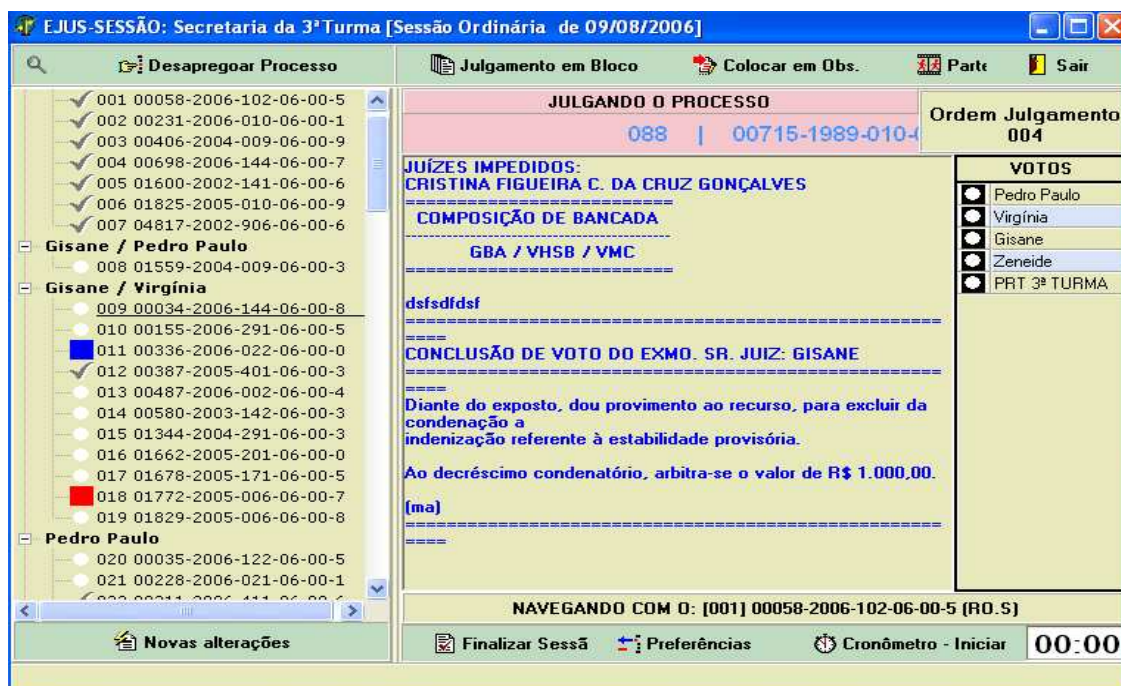 EJUS-SESSÃO: Secretaria da 3ª Turma [Sessão Ordinária de 09/08/2006]
Desapregoar Processo
Julgamento em Bloco
Colocar em Obs.
Parte
Sair
001 00058-2006-102-06-00-5
002 00231-2006-010-06-00-1
003 00406-2004-009-06-00-9
004 00698-2006-144-06-00-7
005 01600-2002-141-06-00-6
006 01825-2005-010-06-00-9
007 04817-2002-906-06-00-6
Gisane / Pedro Paulo
008 01559-2004-009-06-00-3
Gisane / Virgínia
009 00034-2006-144-06-00-8
010 00155-2006-291-06-00-5
011 00336-2006-022-06-00-0
012 00387-2005-401-06-00-3
013 00487-2006-002-06-00-4
014 00580-2003-142-06-00-3
015 01344-2004-291-06-00-3
016 01662-2005-201-06-00-0
017 01678-2005-171-06-00-5
018 01772-2005-006-06-00-7
019 01829-2005-006-06-00-8
Pedro Paulo
020 00035-2006-122-06-00-5
021 00228-2006-021-06-00-1
Novas alterações
JULGANDO O PROCESSO
088 | 00715-1989-010-
Ordem Julgamento
004
JUÍZES IMPEDIDOS:
CRISTINA FIGUEIRA C. DA CRUZ GONÇALVES
===========================
COMPOSIÇÃO DE BANCADA
-------------------------------------------
GBA / VHSB / VMC
===========================
dsfsdfdsf
======================================================
====
CONCLUSÃO DE VOTO DO EXMO. SR. JUIZ: GISANE
======================================================
====
Diante do exposto, dou provimento ao recurso, para excluir da
condenação a
indenização referente à estabilidade provisória.
Ao decréscimo condenatório, arbitra-se o valor de R$ 1.000,00.
(ma)
======================================================
====
VOTOS
Pedro Paulo
Virgínia
Gisane
Zeneide
PRT 3ª TURMA
NAVEGANDO COM O: [001] 00058-2006-102-06-00-5 (RO.S)
Finalizar Sessã
Preferências
Cronômetro - Iniciar
00:00